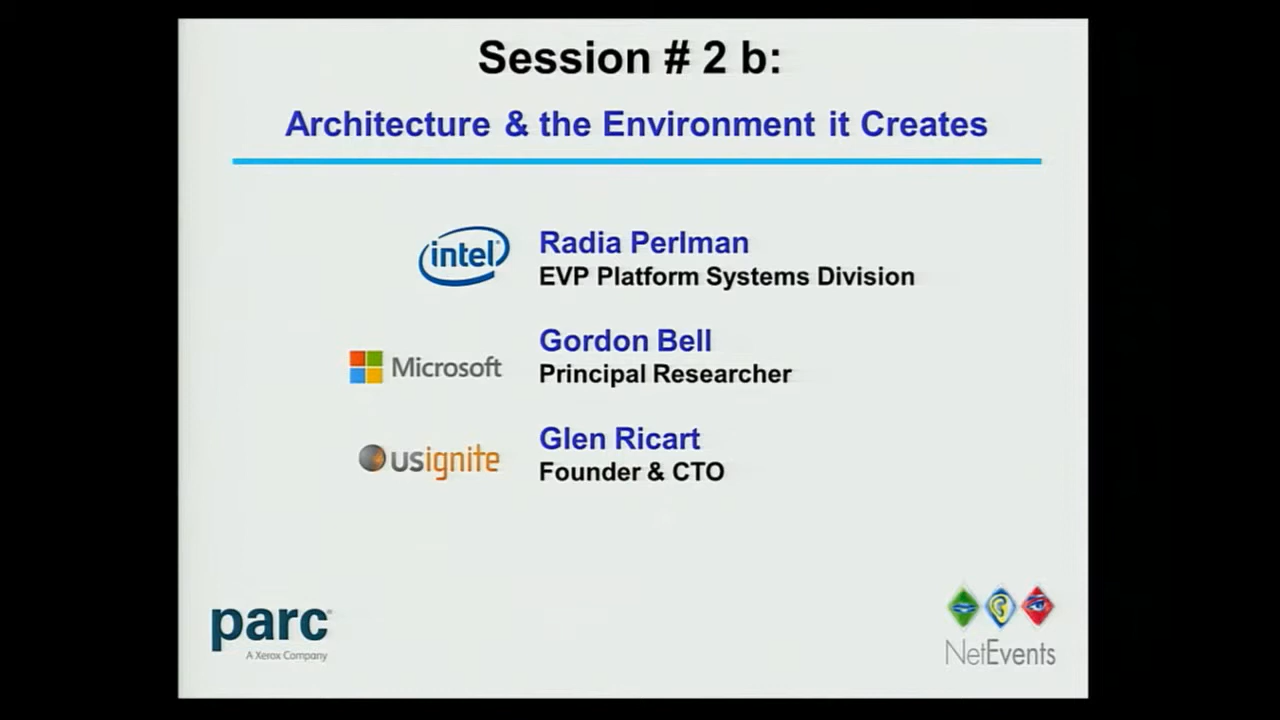 Session # 2 b:
Architecture & the Environment it Creates
intel
Radia Perlman
EVP Platform Systems Division
Microsoft
Gordon Bell
Principal Researcher
usignite
Glen Ricart
Founder & CTO
parc
A Xerox Company
NetEvents